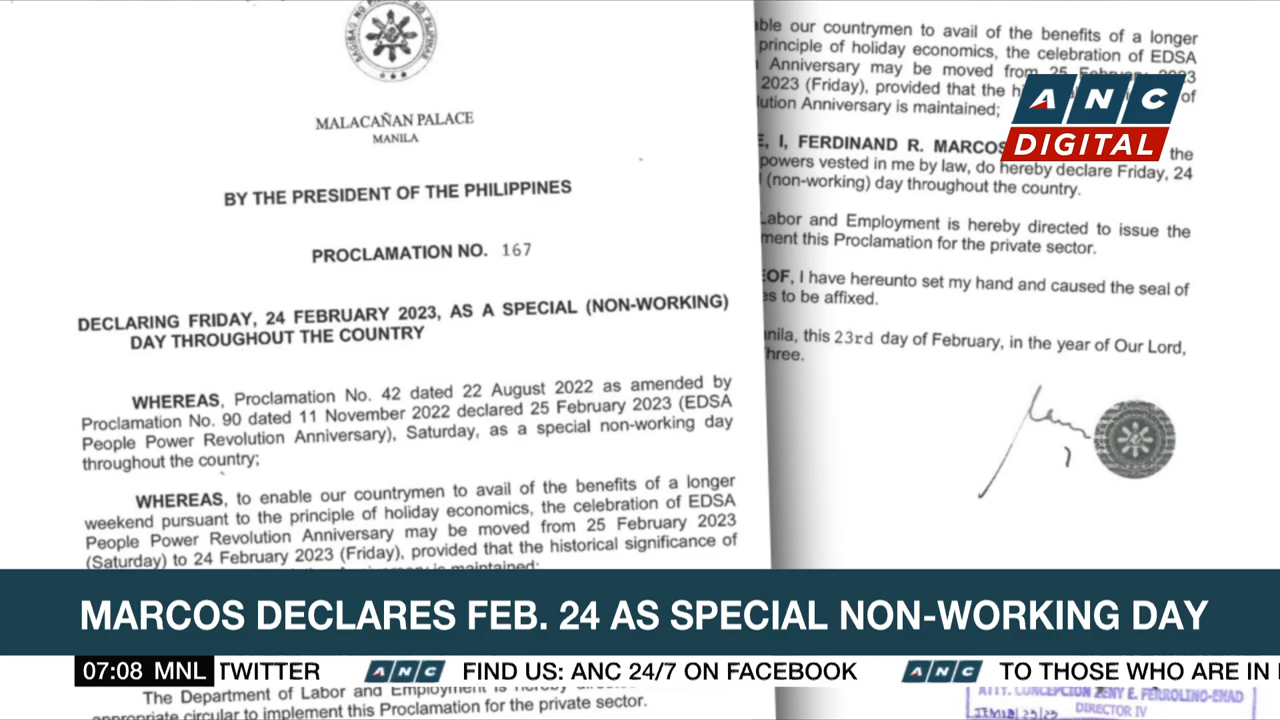 MALACAÑAN PALACE
MANILA
BY THE PRESIDENT OF THE PHILIPPINES
PROCLAMATION NO. 167
DECLARING FRIDAY, 24 FEBRUARY 2023, AS A SPECIAL (NON-WORKING)
DAY THROUGHOUT THE COUNTRY
WHEREAS, Proclamation No. 42 dated 22 August 2022 as amended by
Proclamation No. 90 dated 11 November 2022 declared 25 February 2023 (EDSA
People Power Revolution Anniversary), Saturday, as a special non-working day
throughout the country;
WHEREAS, to enable our countrymen to avail of the benefits of a longer
weekend pursuant to the principle of holiday economics, the celebration of EDSA
People Power Revolution Anniversary may be moved from 25 February 2023
(Saturday) to 24 February 2023 (Friday), provided that the historical significance of
is maintained;
The Department of Labor and Employment is hereby
appropriate circular to implement this Proclamation for the private sector.
able our countrymen to avail of the benefits of a longer
principle of holiday economics, the celebration of EDSA
Anniversary may be moved from 25 February 2023
2023 (Friday), provided that the h of
lution Anniversary is maintained;
E, I, FERDINAND R. MARCOS the
powers vested in me by law, do hereby declare Friday, 24
(non-working) day throughout the country.
Labor and Employment is hereby directed to issue the
ment this Proclamation for the private sector.
EOF, I have hereunto set my hand and caused the seal of
es to be affixed.
nila, this 23rd day of February, in the year of Our Lord,
hree.
ATTY. CONCEPCION ZENY E. FERROLINO-ENAD
DIRECTOR IV
ANC
DIGITAL
MARCOS DECLARES FEB. 24 AS SPECIAL NON-WORKING DAY
07:08 MNL TWITTER ANC FIND US: ANC 24/7 ON FACEBOOK ANC TO THOSE WHO ARE IN